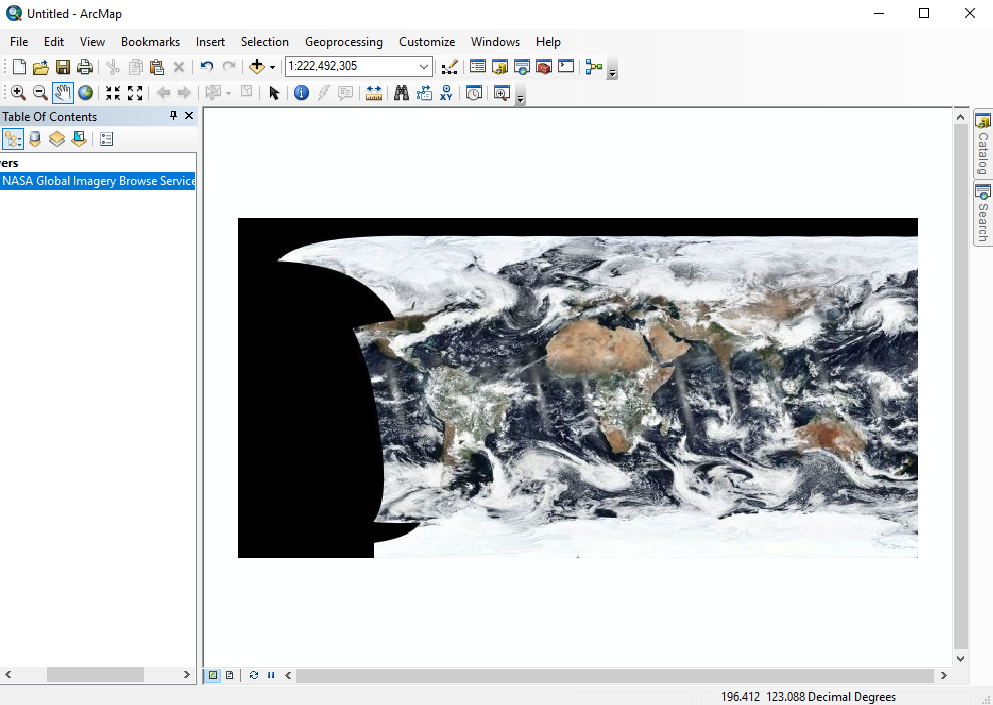 Untitled - ArcMap
File Edit View Bookmarks Insert Selection Geoprocessing Customize Windows Help
1:222,492,305
XY
Table Of Contents
ers
NASA Global Imagery Browse Service
Catalog
Search
196.412 123.088 Decimal Degrees